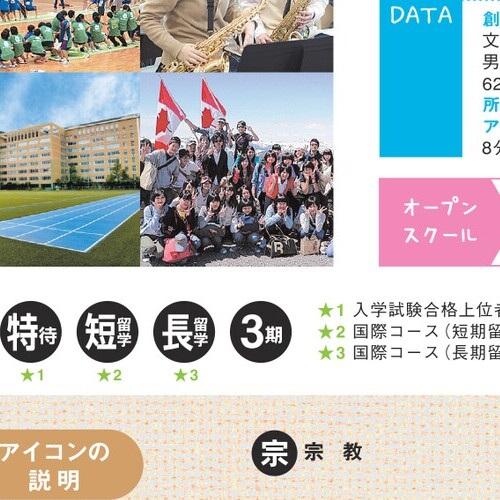 DATA
創
文
男
62
所
ア
8分
オープン
スクール
特待
短留学
長留学
3期
★1
★2
★3
★1 入学試験合格上位者
★2 国際コース（短期留
★3 国際コース（長期留
アイコンの
説明
宗 宗 教